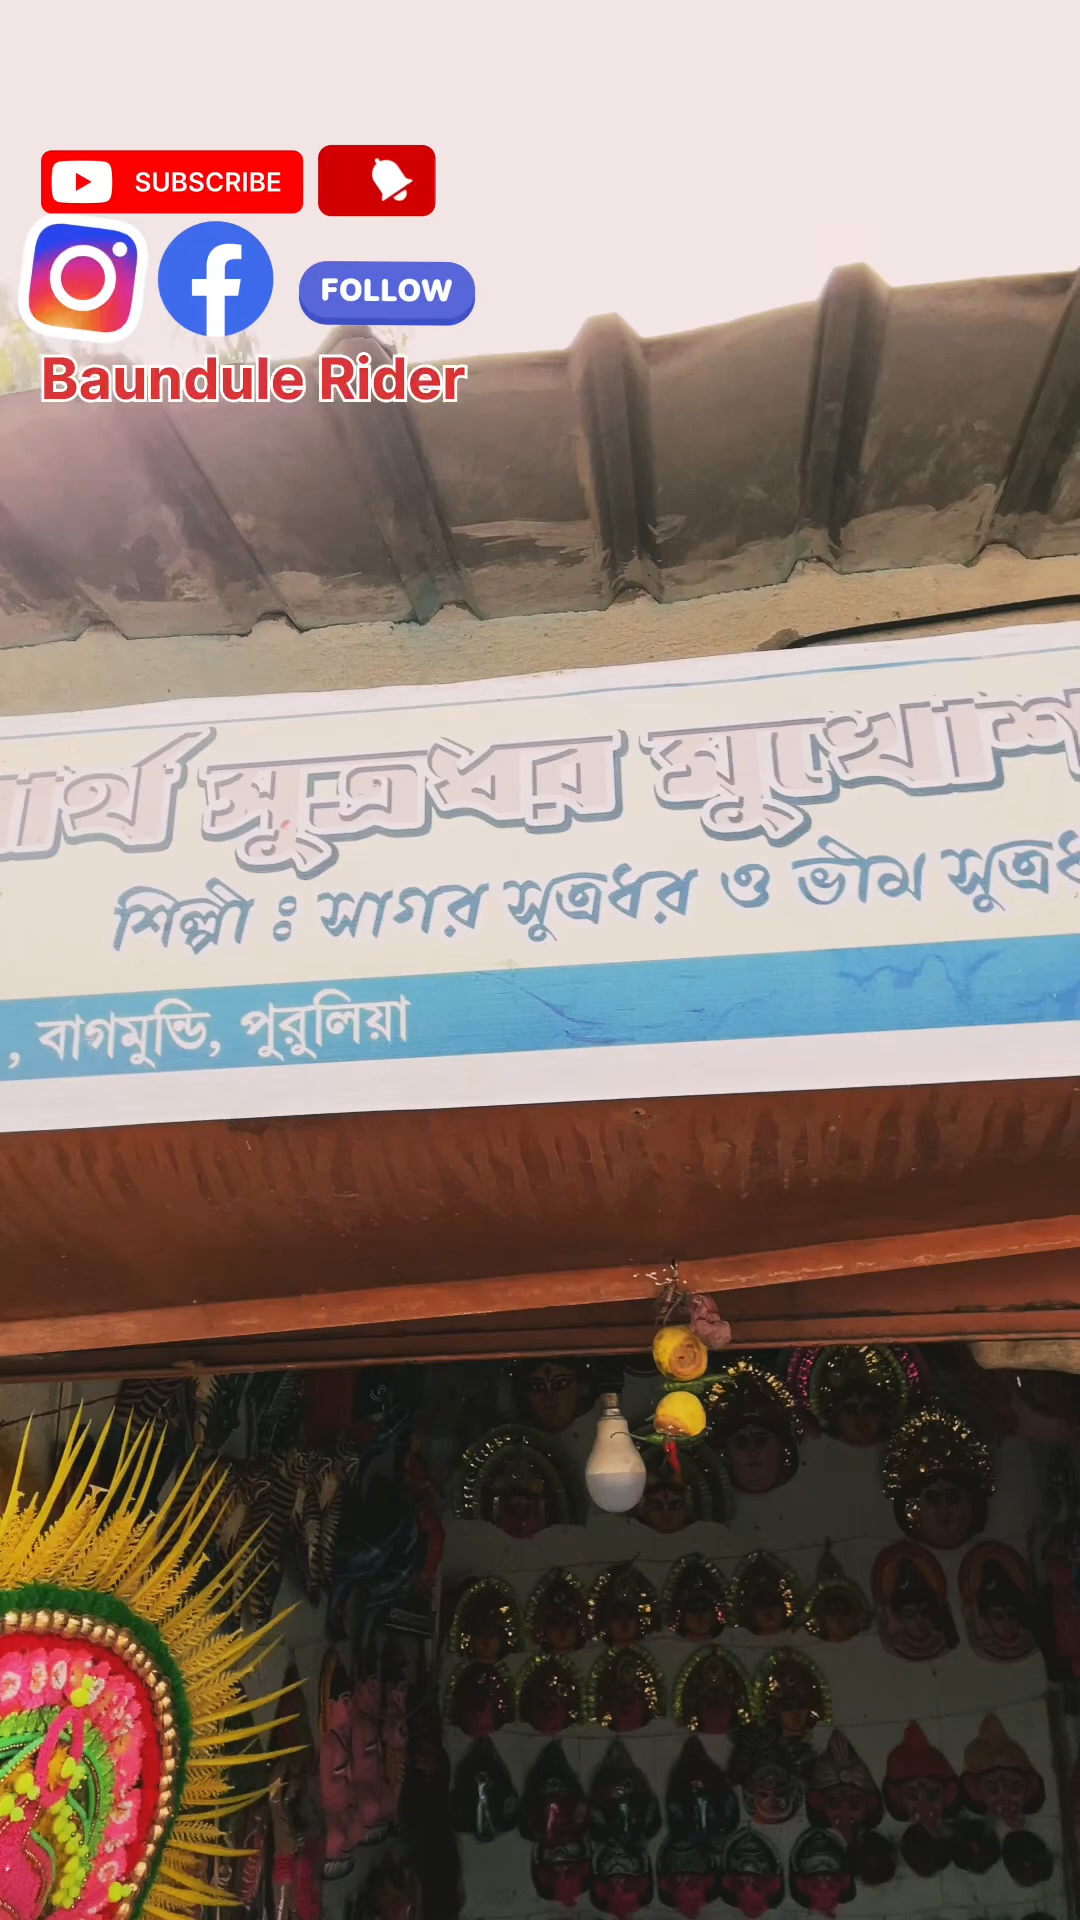 SUBSCRIBE
FOLLOW
Baundule Rider
সুত্রধর
শিল্পী : সাগর সুত্রধর ও ভীম
, বাগমুন্ডি, পুরুলিয়া